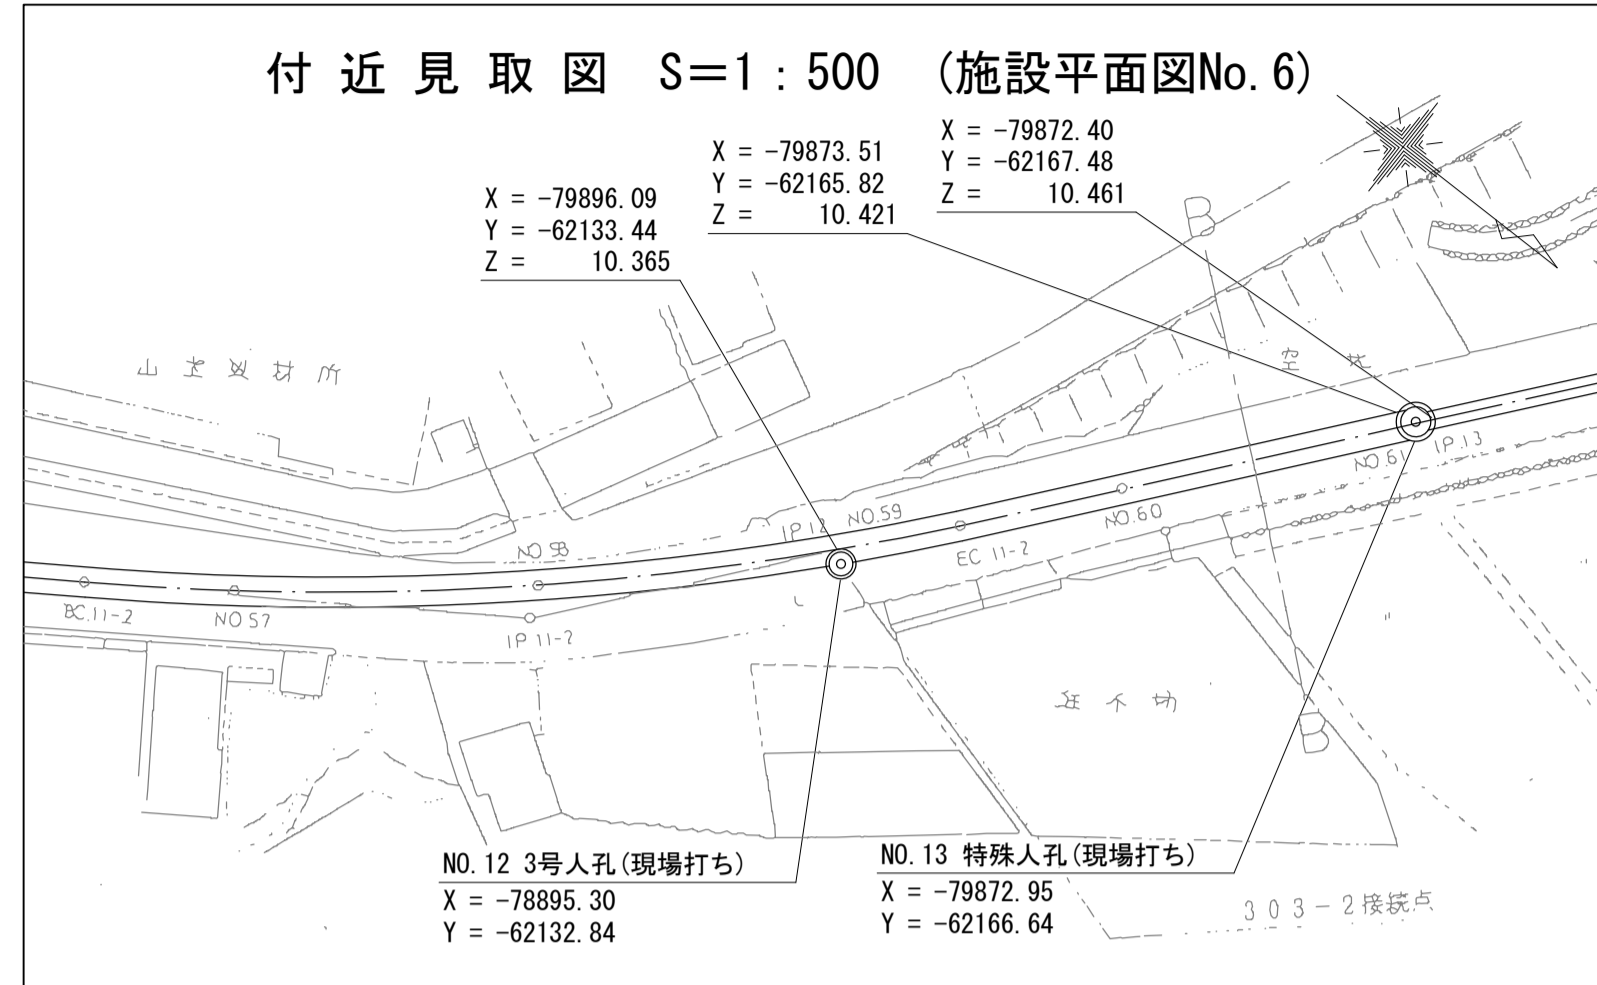 付近見取図 S=1:500 (施設平面図No.6)
X = -79872.40
Y = -62167.48
Z = 10.461
X = -79873.51
Y = -62165.82
Z = 10.421
X = -79896.09
Y = -62133.44
Z = 10.365
B
空地
IP.13
NO.61
NO.60
NO.59
IP 12
EC 11-2
NO 58
BC.11-2
NO 57
IP 11-2
B
NO.12 3号人孔(現場打ち)
X = -78895.30
Y = -62132.84
NO.13 特殊人孔(現場打ち)
X = -79872.95
Y = -62166.64
303-2接続点